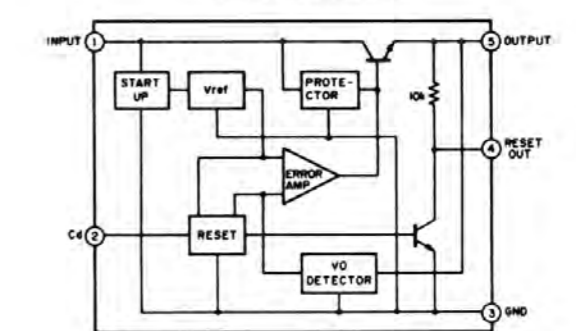 INPUT 1
5 OUTPUT
START
UP
Vref
PROTE-
CTOR
10k
4 RESET
OUT
ERROR
AMP
Cd 2
RESET
VO
DETECTOR
3 GND